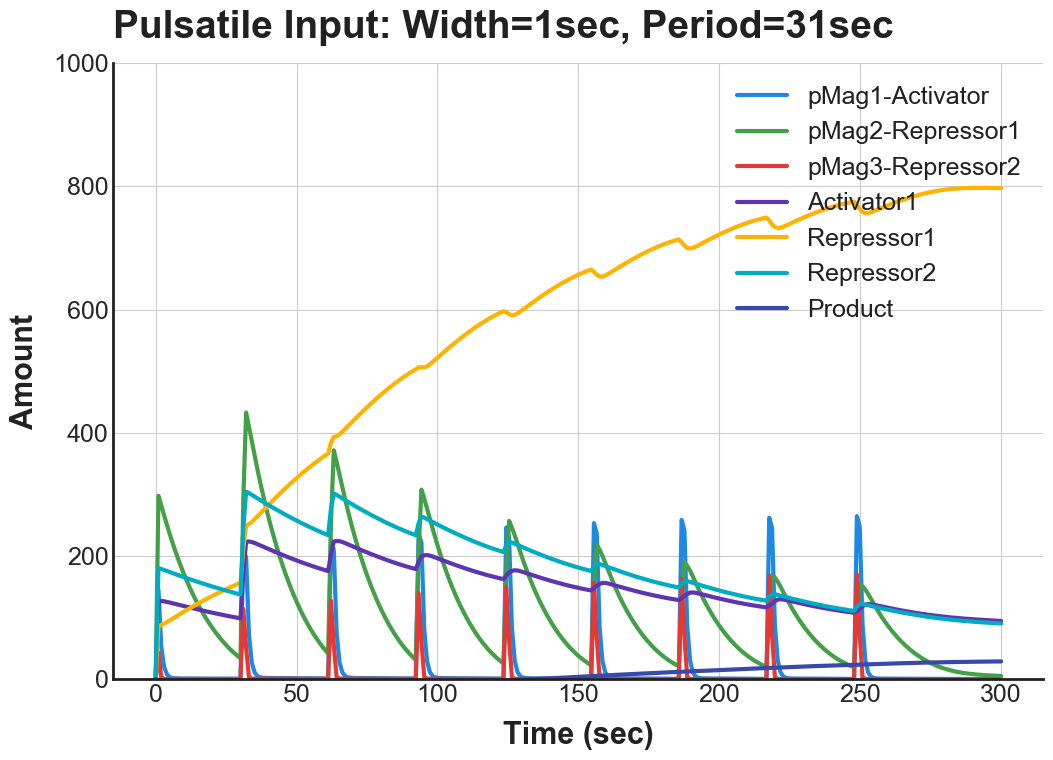 Pulsatile Input: Width=1sec, Period=31sec
1000
800
600
400
200
0
Amount
pMag1-Activator
pMag2-Repressor1
pMag3-Repressor2
Activator1
Repressor1
Repressor2
Product
0 50 100 150 200 250 300
Time (sec)